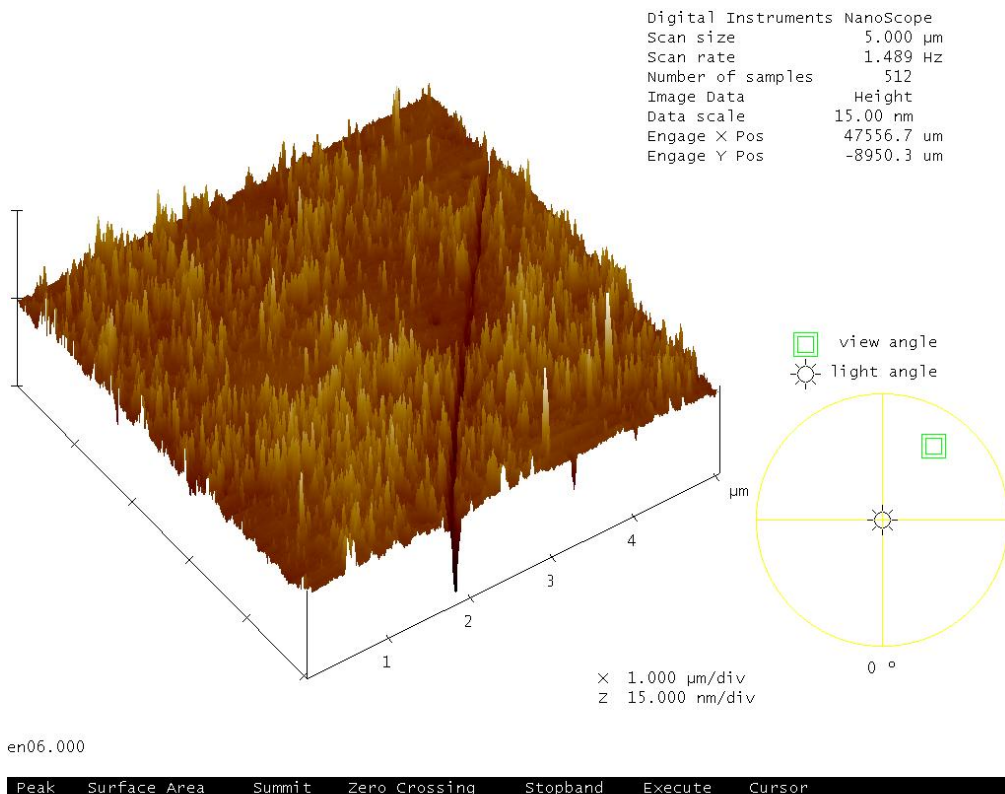 Digital Instruments NanoScope
Scan size 5.000 µm
Scan rate 1.489 Hz
Number of samples 512
Image Data Height
Data scale 15.00 nm
Engage X Pos 47556.7 um
Engage Y Pos -8950.3 um
view angle
light angle
µm
4
3
2
1
0 º
X 1.000 µm/div
Z 15.000 nm/div
en06.000
Peak Surface Area Summit Zero Crossing Stopband Execute Cursor